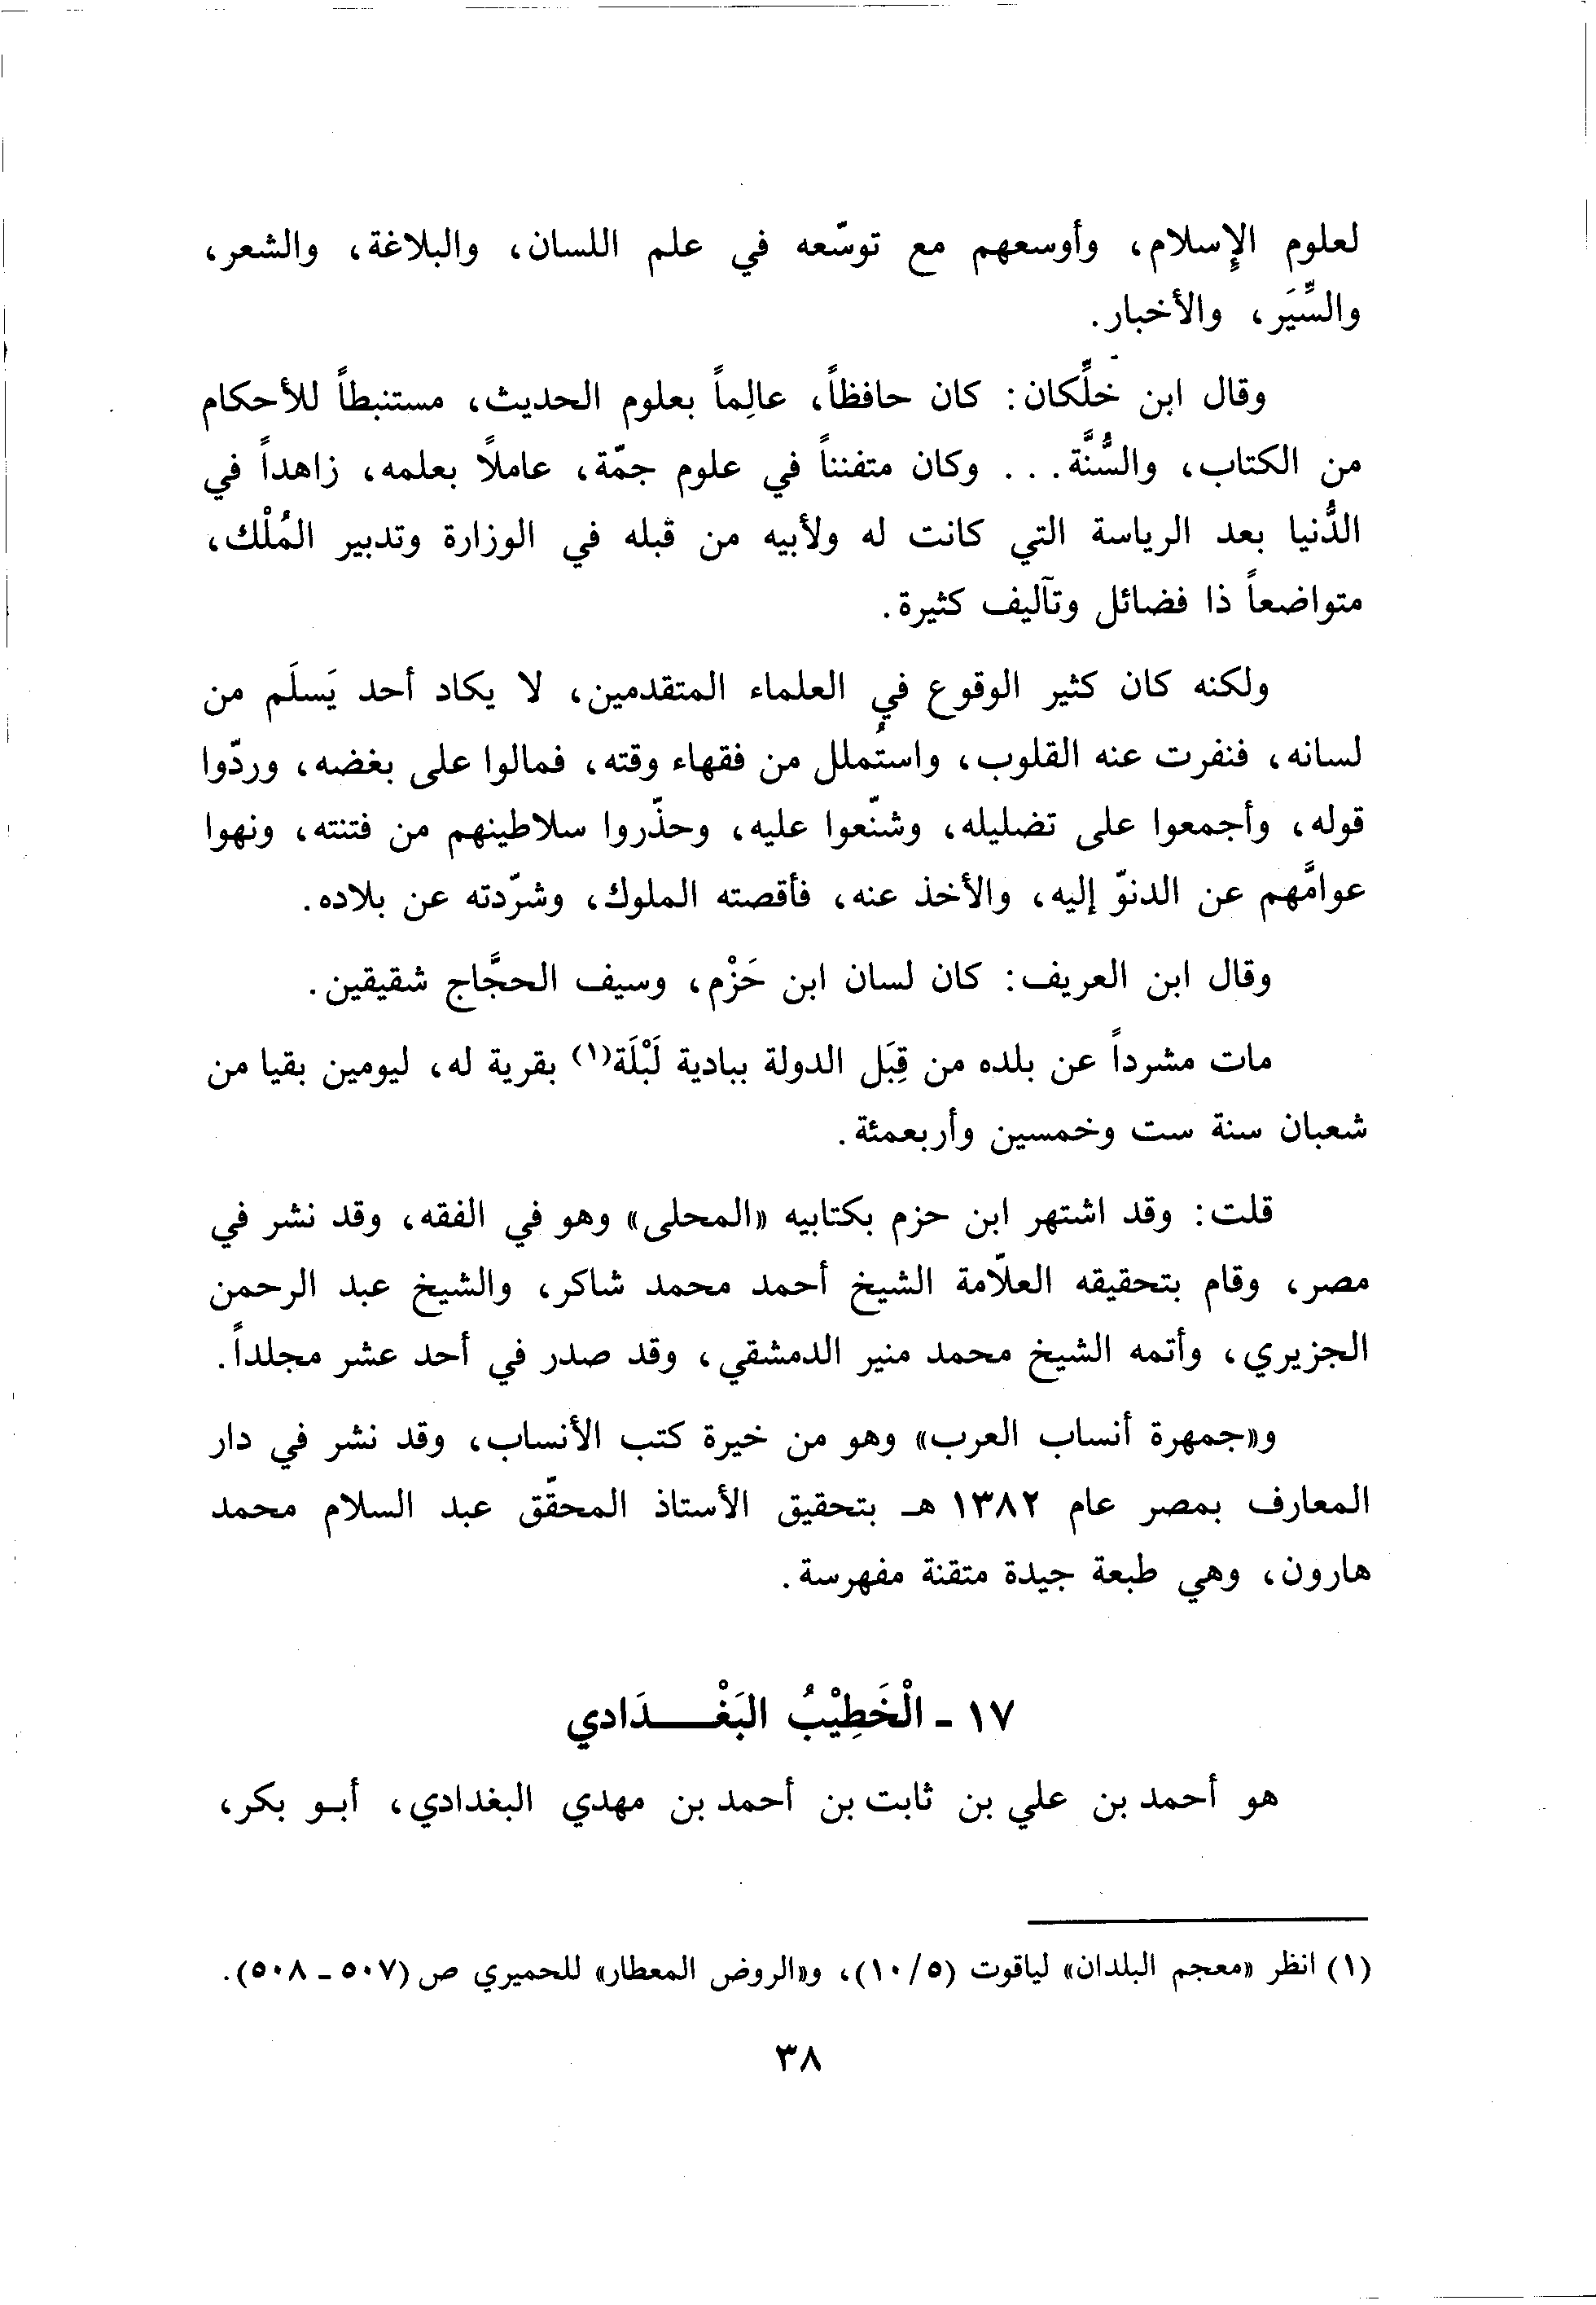 لعلوم الإِسلام، وأوسعهم مع توسّعه في علم اللسان، والبلاغة، والشعر،
والسِّيَر، والأخبار.
وقال ابن خلِّكان: كان حافظاً، عالِماً بعلوم الحديث، مستنبطاً للأحكام
من الكتاب، والسُّنَّة. . . وكان متفنناً في علوم جمّة، عاملاً بعلمه، زاهداً في
الدُّنيا بعد الرياسة التي كانت له ولأبيه من قبله في الوزارة وتدبير المُلْك،
متواضعاً ذا فضائل وتآليف كثيرة.
ولكنه كان كثير الوقوع في العلماء المتقدمين، لا يكاد أحد يَسلَم من
لسانه، فنفرت عنه القلوب، واستُملل من فقهاء وقته، فمالوا على بغضه، وردّوا
قوله، وأجمعوا على تضليله، وشنّعوا عليه، وحذّروا سلاطينهم من فتنته، ونهوا
عوامَّهم عن الدنوّ إليه، والأخذ عنه، فأقصته الملوك، وشرّدته عن بلاده.
وقال ابن العريف: كان لسان ابن حَزْم، وسيف الحجَّاج شقيقين.
مات مشرداً عن بلده من قِبَل الدولة ببادية لَبْلَة(١) بقرية له، ليومين بقيا من
شعبان سنة ست وخمسين وأربعمئة.
قلت: وقد اشتهر ابن حزم بكتابيه «المحلى» وهو في الفقه، وقد نشر في
مصر، وقام بتحقيقه العلاّمة الشيخ أحمد محمد شاكر، والشيخ عبد الرحمن
الجزيري، وأتمه الشيخ محمد منير الدمشقي، وقد صدر في أحد عشر مجلداً.
و«جمهرة أنساب العرب» وهو من خيرة كتب الأنساب، وقد نشر في دار
المعارف بمصر عام ١٣٨٢ هـ بتحقيق الأستاذ المحقّق عبد السلام محمد
هارون، وهي طبعة جيدة متقنة مفهرسة.
١٧ - الْخَطِيْبُ البَغْـــدَادي
هو أحمد بن علي بن ثابت بن أحمد بن مهدي البغدادي، أبـو بكر،
(١) انظر «معجم البلدان» لياقوت (١٠/٥)، و«الروض المعطار» للحميري ص (٥٠٧ - ٥٠٨).
٣٨